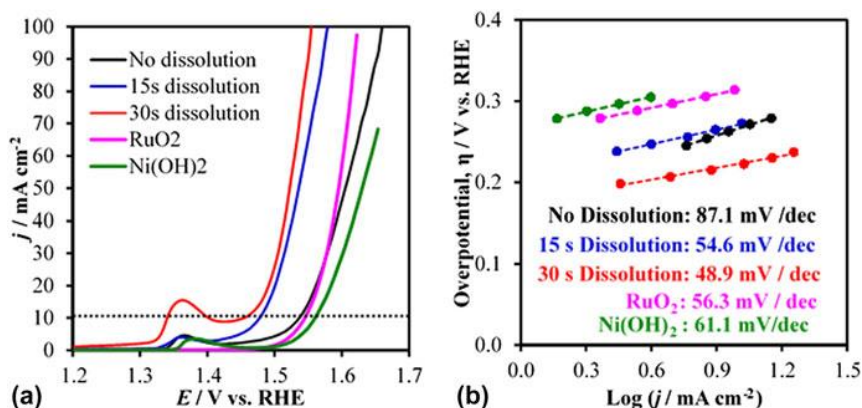 100
90
80
70
60
50
40
30
20
10
0
j / mA cm-2
No dissolution
15s dissolution
30s dissolution
RuO2
Ni(OH)2
1.2 1.3 1.4 1.5 1.6 1.7
E / V vs. RHE
(a)
0.4
0.3
0.2
0.1
0.0
Overpotential, η / V vs. RHE
No Dissolution: 87.1 mV /dec
15 s Dissolution: 54.6 mV /dec
30 s Dissolution: 48.9 mV / dec
RuO₂: 56.3 mV / dec
Ni(OH)₂ : 61.1 mV/dec
0.0 0.3 0.6 0.9 1.2 1.5
Log (j / mA cm-2)
(b)